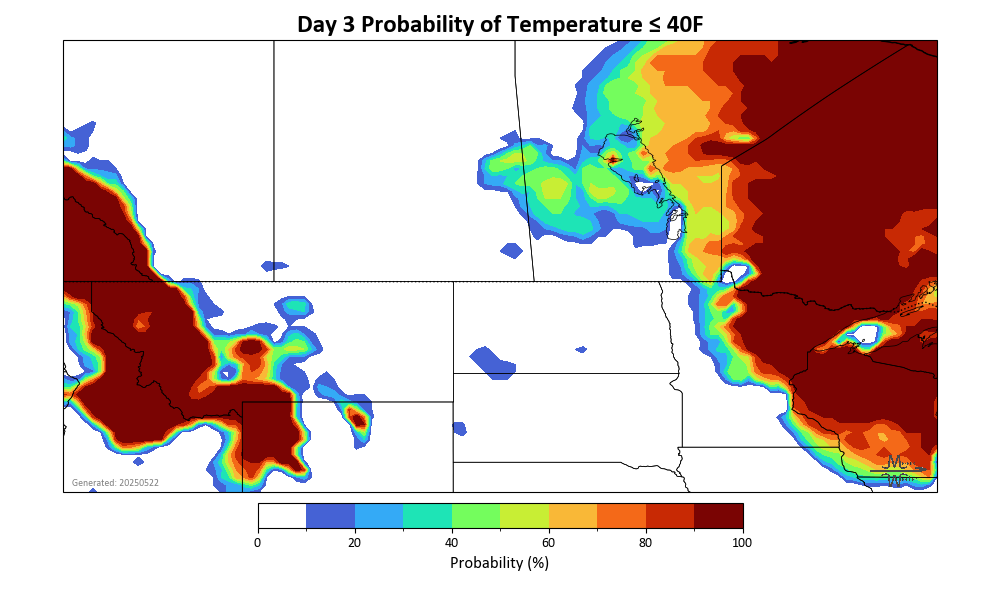 Day 3 Probability of Temperature ≤ 40F
Generated: 20250522
0 20 40 60 80 100
Probability (%)